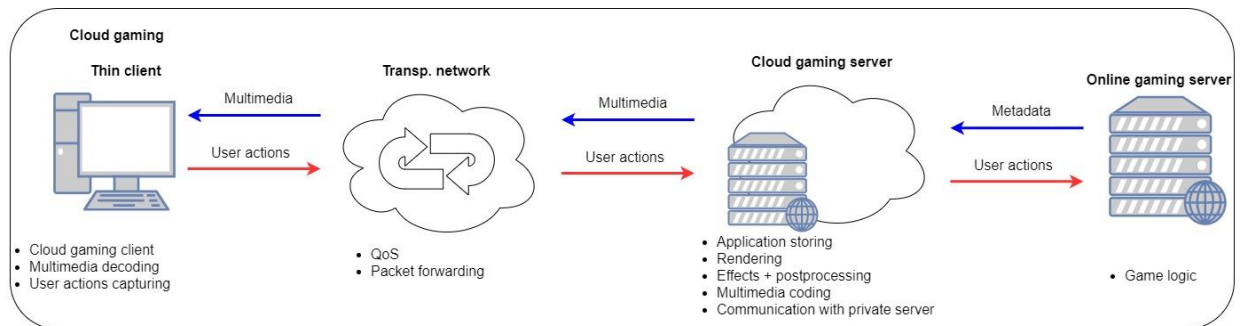 Cloud gaming
Thin client
Transp. network
Cloud gaming server
Online gaming server
Multimedia
User actions
Multimedia
User actions
Metadata
User actions
• Cloud gaming client
• Multimedia decoding
• User actions capturing
• QoS
• Packet forwarding
• Application storing
• Rendering
• Effects + postprocessing
• Multimedia coding
• Communication with private server
• Game logic